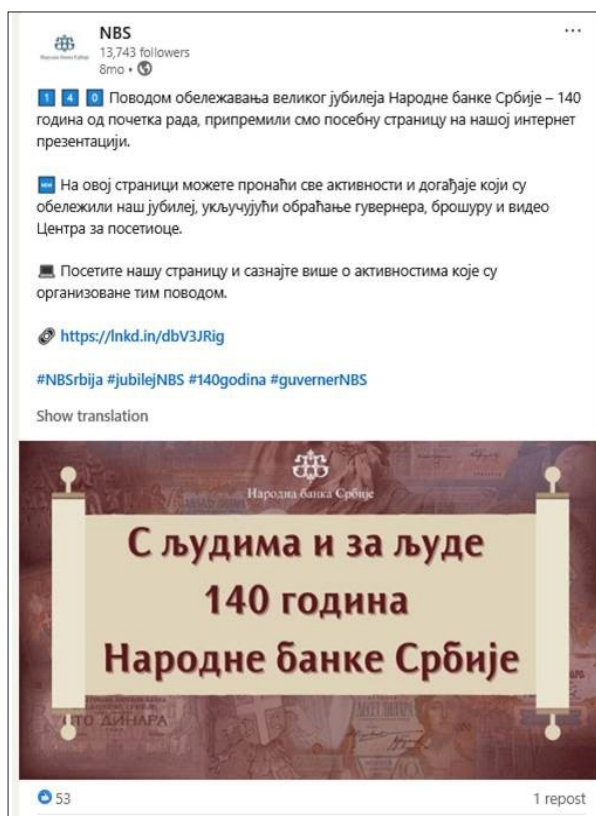 NBS
13,743 followers
8mo •
...
1 4 0 Поводом обележавања великог јубилеја Народне банке Србије – 140
година од почетка рада, припремили смо посебну страницу на нашој интернет
презентацији.
NEW На овој страници можете пронаћи све активности и догађаје који су
обележили наш јубилеј, укључујући обраћање гувернера, брошуру и видео
Центра за посетиоце.
Посетите нашу страницу и сазнајте више о активностима које су
организоване тим поводом.
https://lnkd.in/dbV3JRig
#NBSrbija #jubilejNBS #140godina #guvernerNBS
Show translation
Народна банка Србије
С људима и за људе
140 година
Народне банке Србије
СТО ДИНАРА
53
1 repost